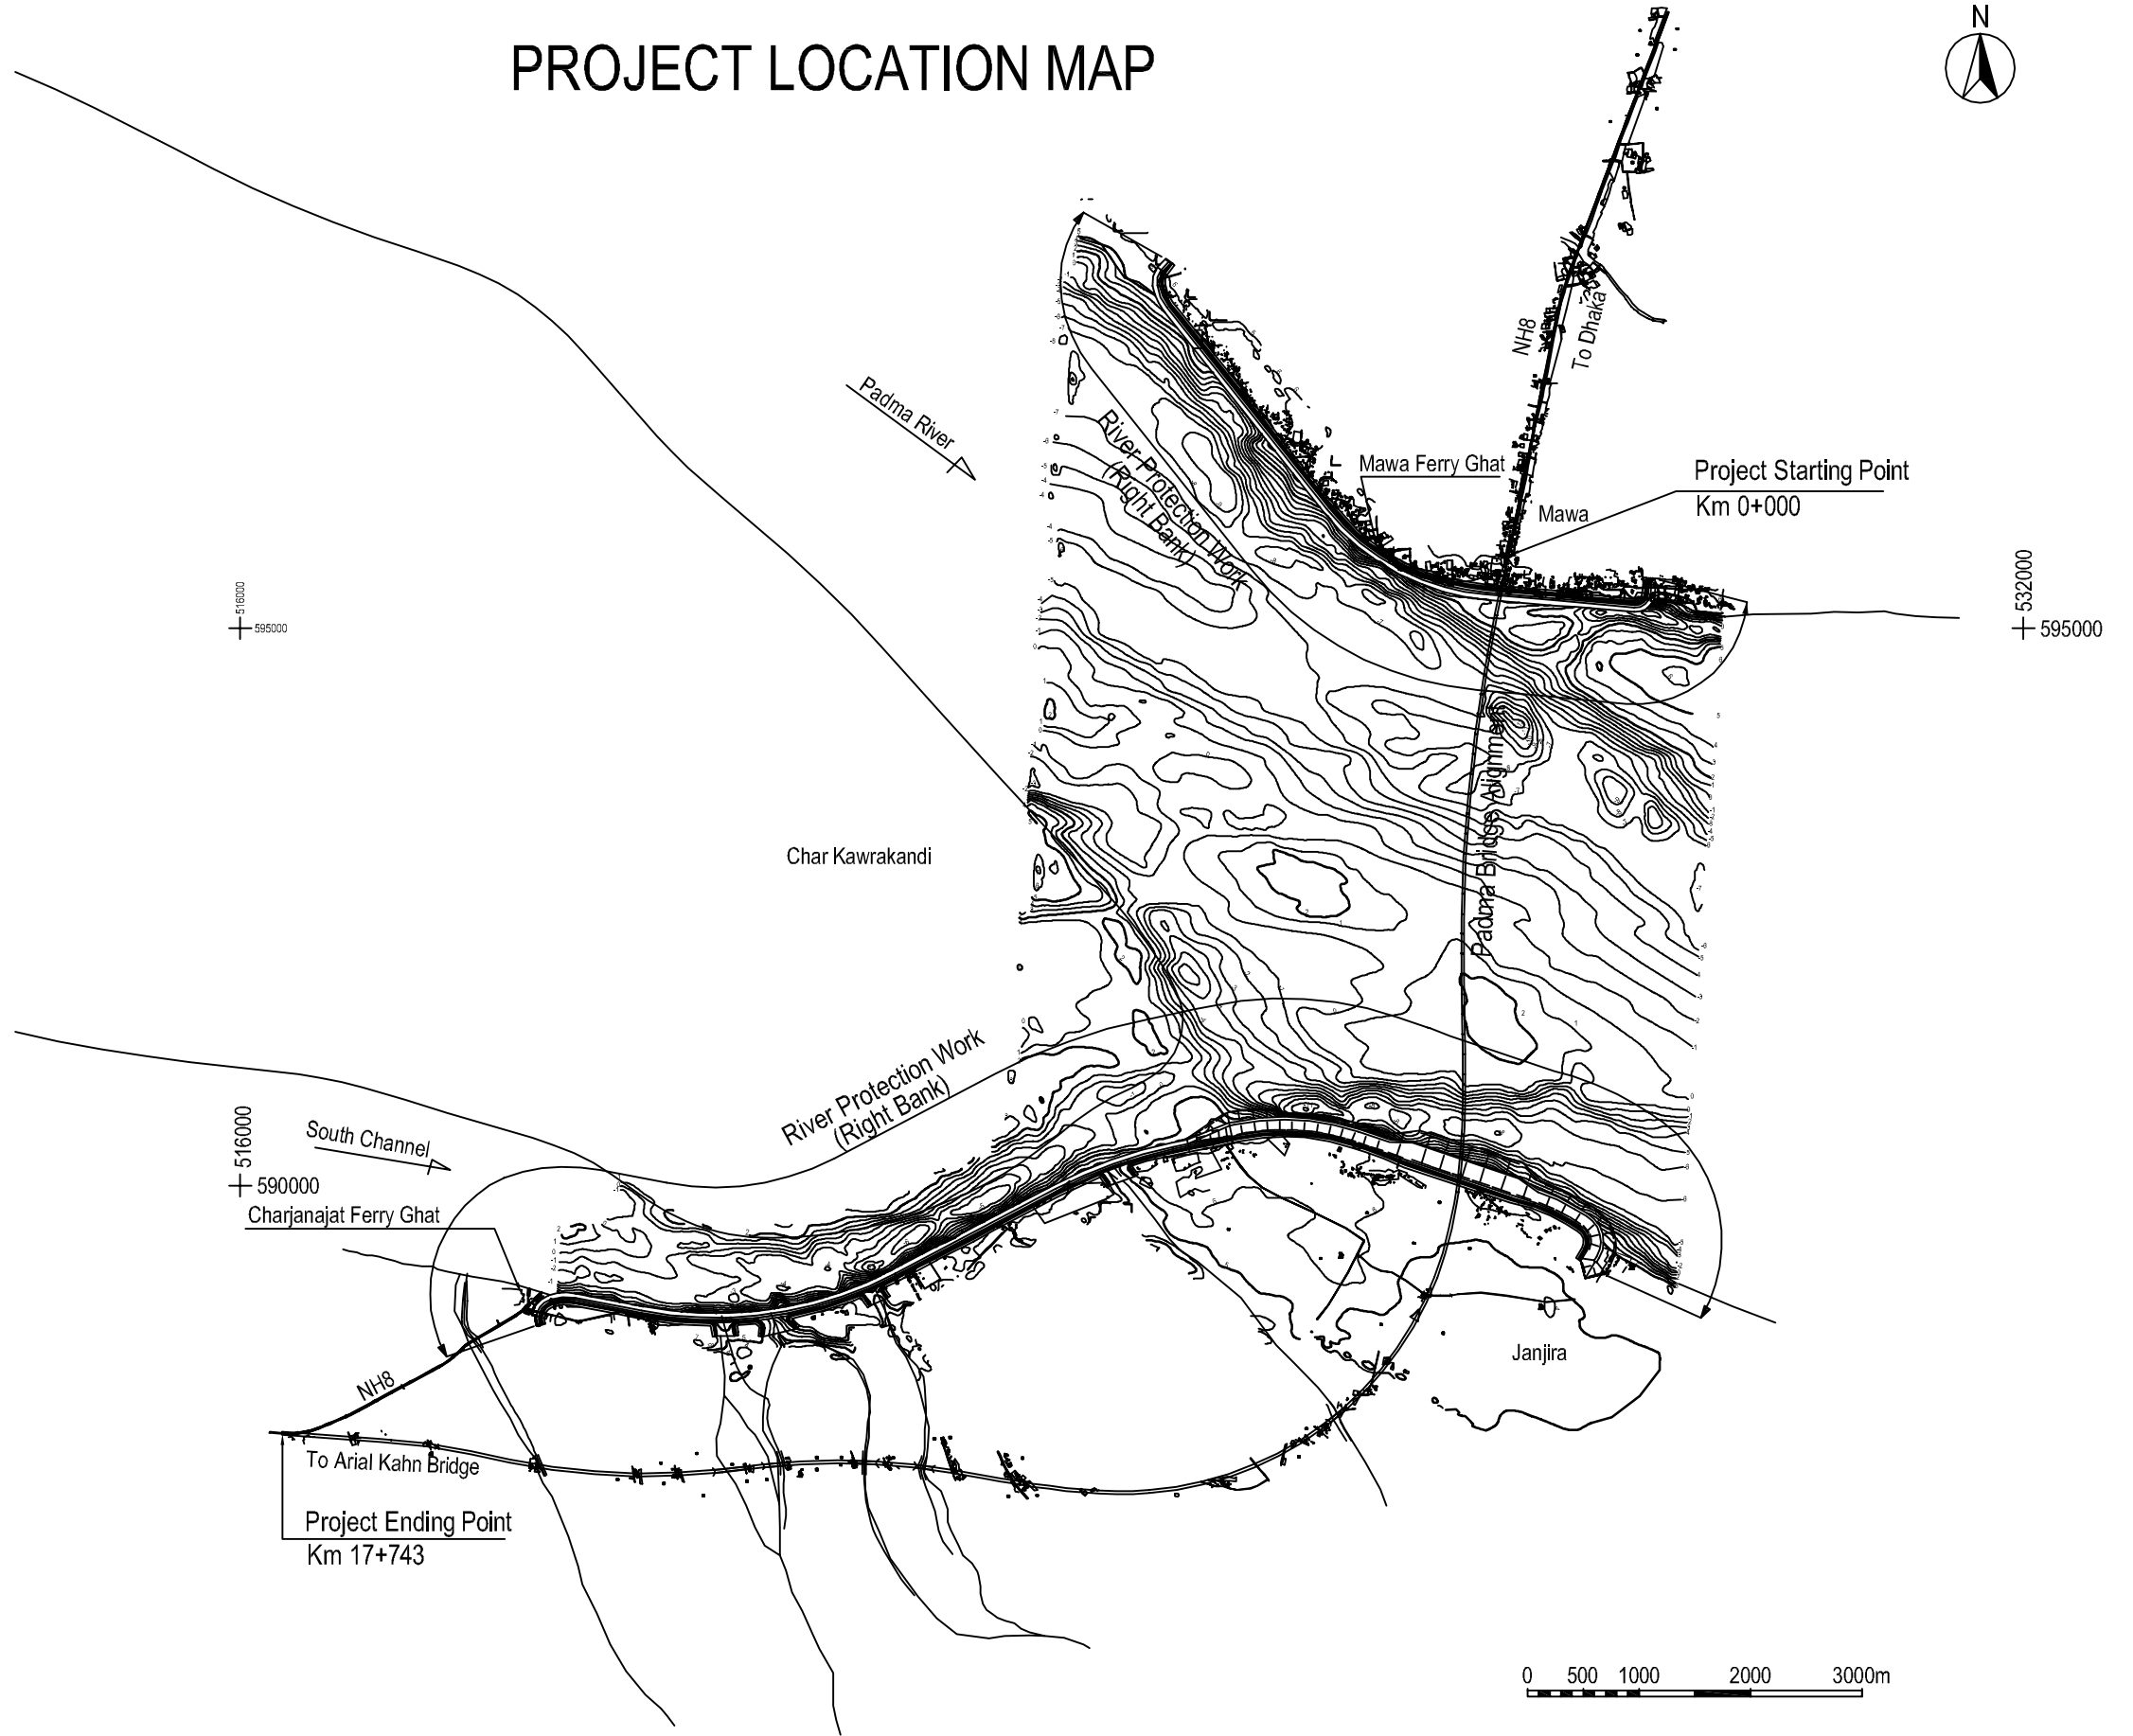 PROJECT LOCATION MAP
N
NH8
To Dhaka
Padma River
River Protection Work
(Right Bank)
Mawa Ferry Ghat
Project Starting Point
Km 0+000
Mawa
516000
595000
532000
595000
Padma Bridge Alignment
Char Kawrakandi
River Protection Work
(Right Bank)
South Channel
516000
590000
Charjanajat Ferry Ghat
NH8
Janjira
To Arial Kahn Bridge
Project Ending Point
Km 17+743
0 500 1000 2000 3000m